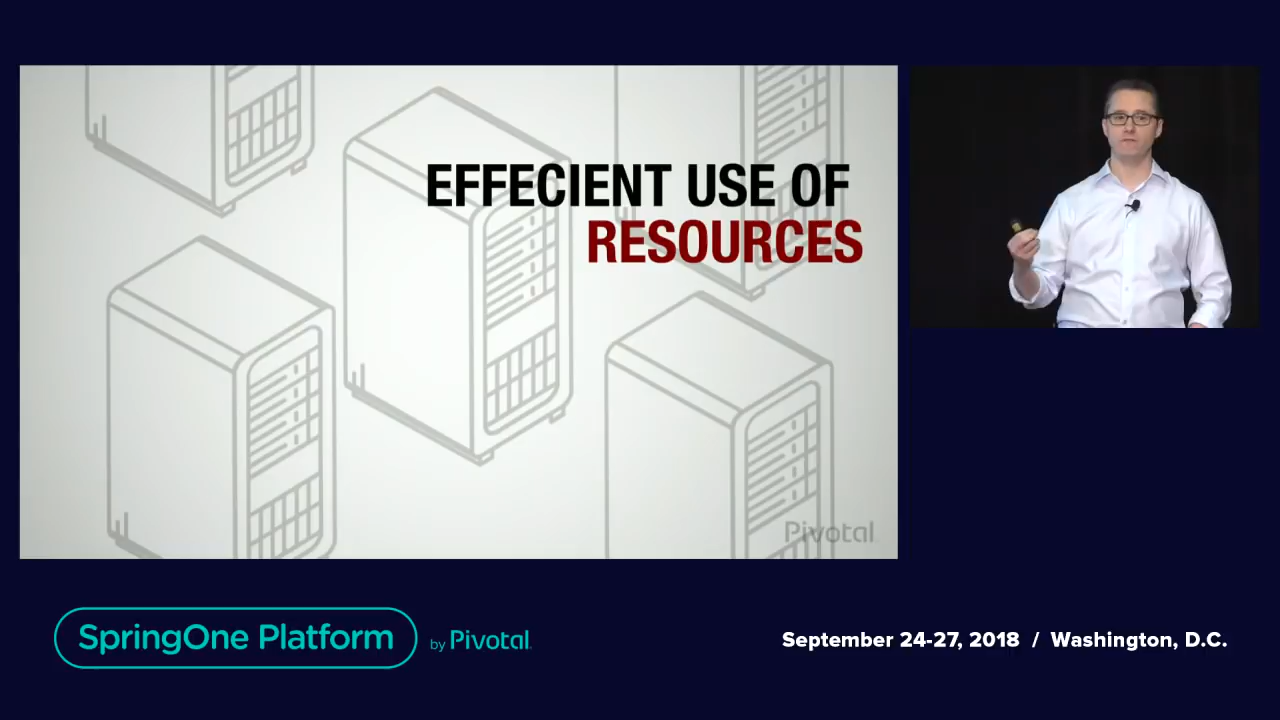 EFFECIENT USE OF
RESOURCES
Pivotal
SpringOne Platform
by Pivotal.
September 24-27, 2018 / Washington, D.C.